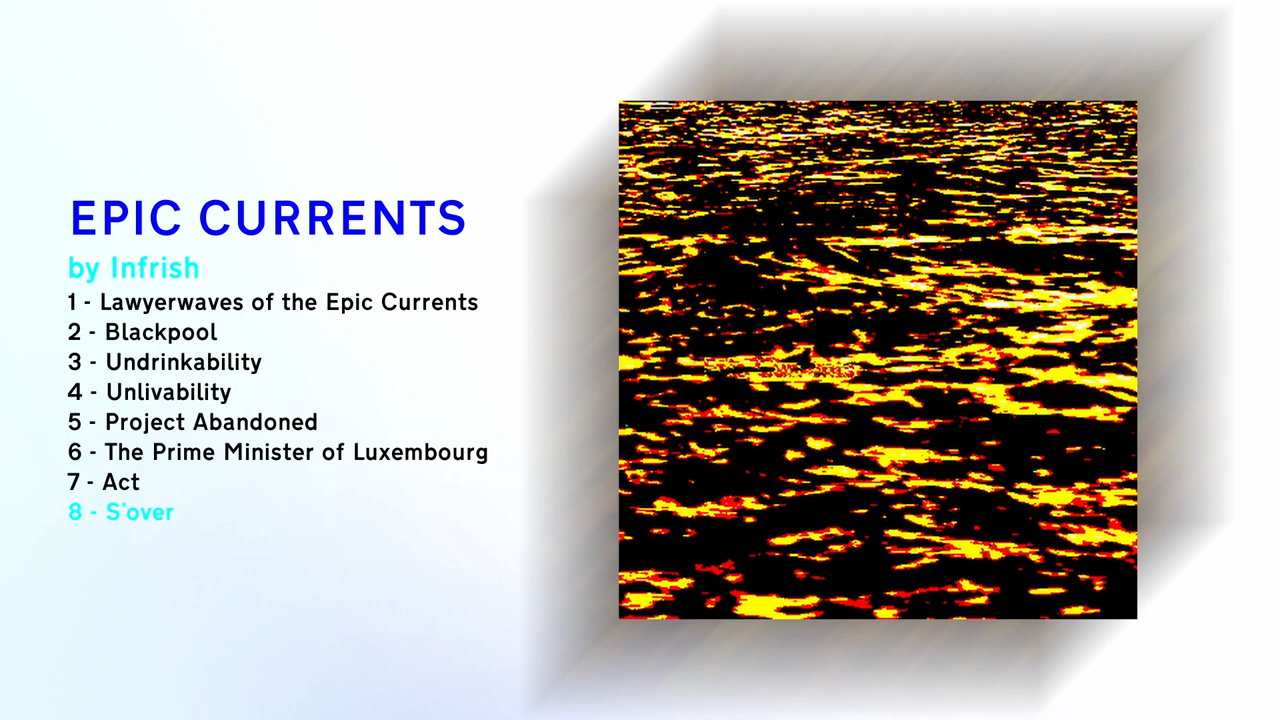 EPIC CURRENTS
by Infrish
1 - Lawyerwaves of the Epic Currents
2 - Blackpool
3 - Undrinkability
4 - Unlivability
5 - Project Abandoned
6 - The Prime Minister of Luxembourg
7 - Act
8 - S'over